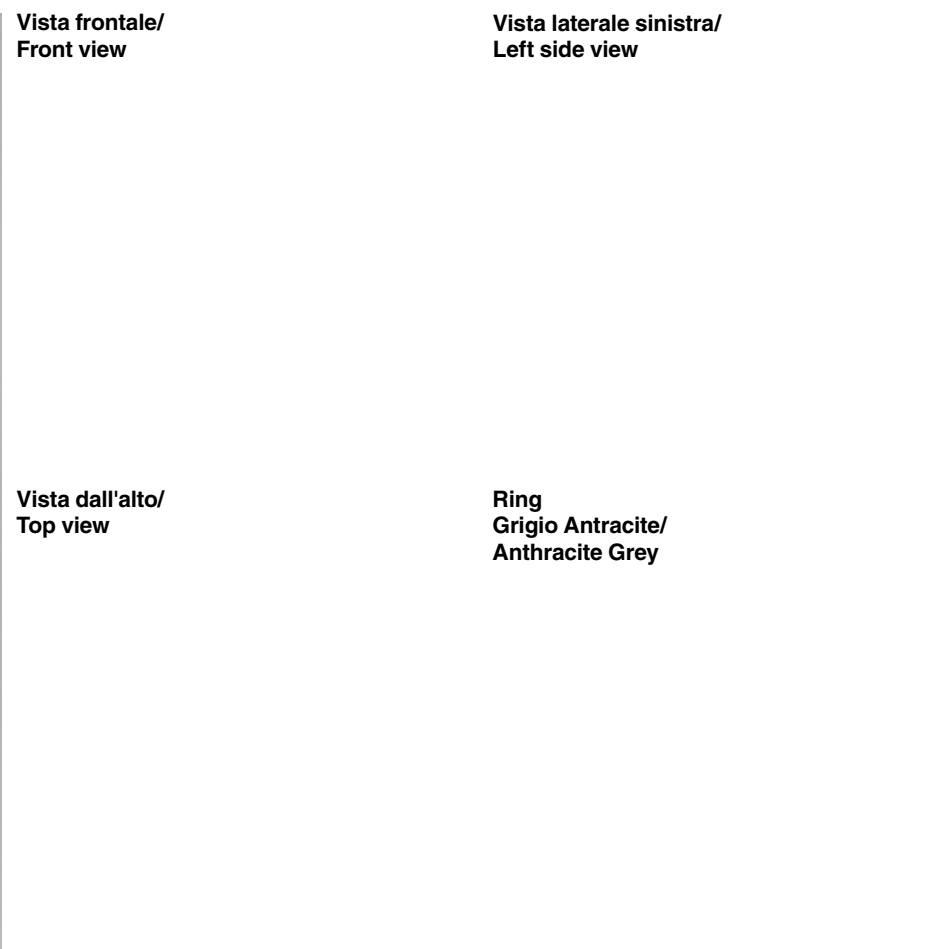 Vista frontale/
Front view
Vista laterale sinistra/
Left side view
Vista dall'alto/
Top view
Ring
Grigio Antracite/
Anthracite Grey